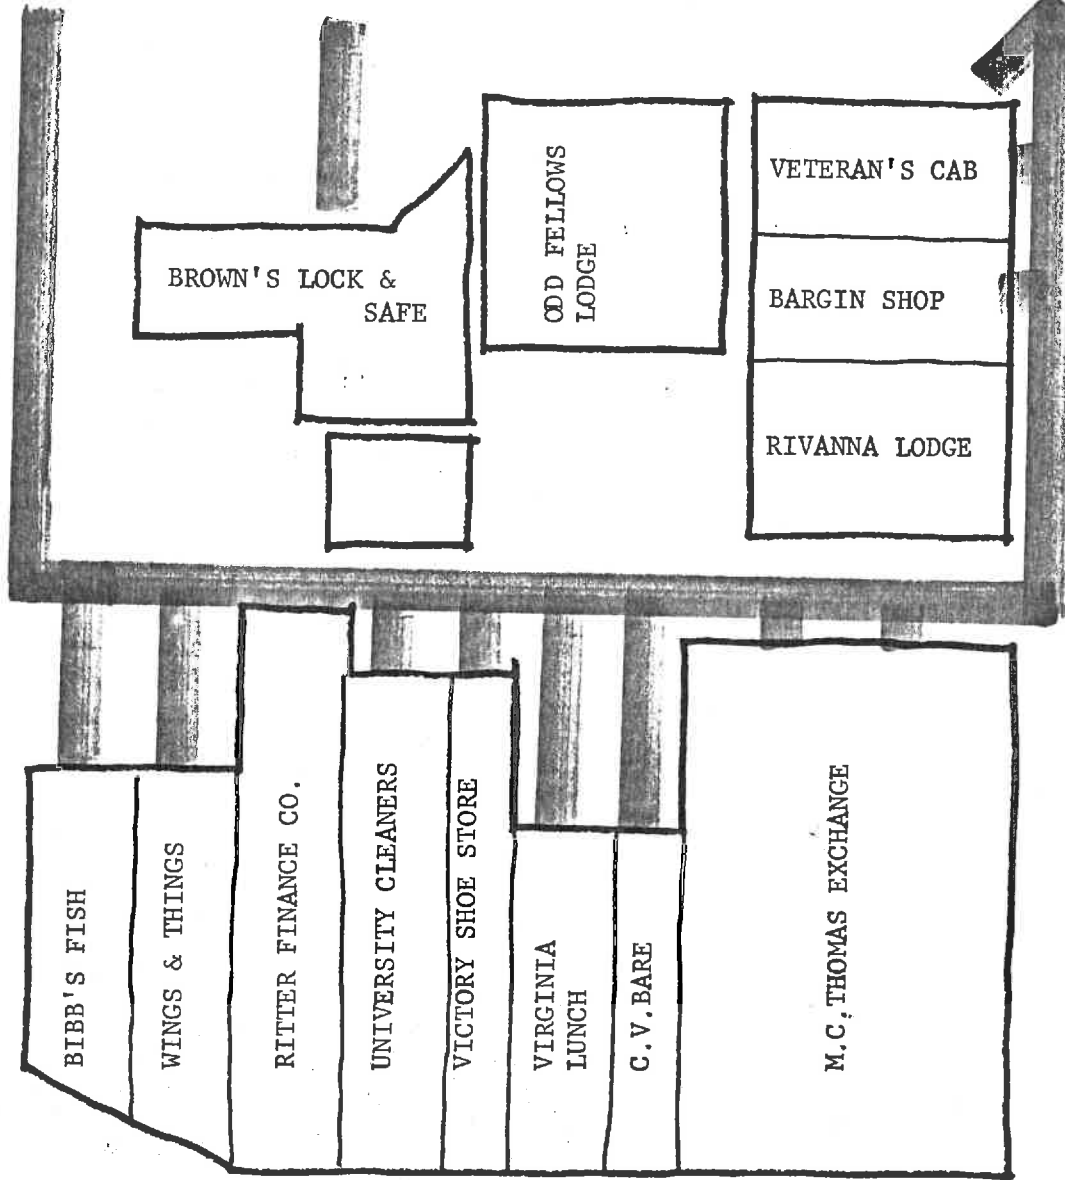 VETERAN'S CAB
ODD FELLOWS
LODGE
BROWN'S LOCK &
SAFE
BARGIN SHOP
RIVANNA LODGE
BIBB'S FISH
WINGS & THINGS
RITTER FINANCE CO.
UNIVERSITY CLEANERS
VICTORY SHOE STORE
VIRGINIA
LUNCH
C.V.BARE
M.C.THOMAS EXCHANGE